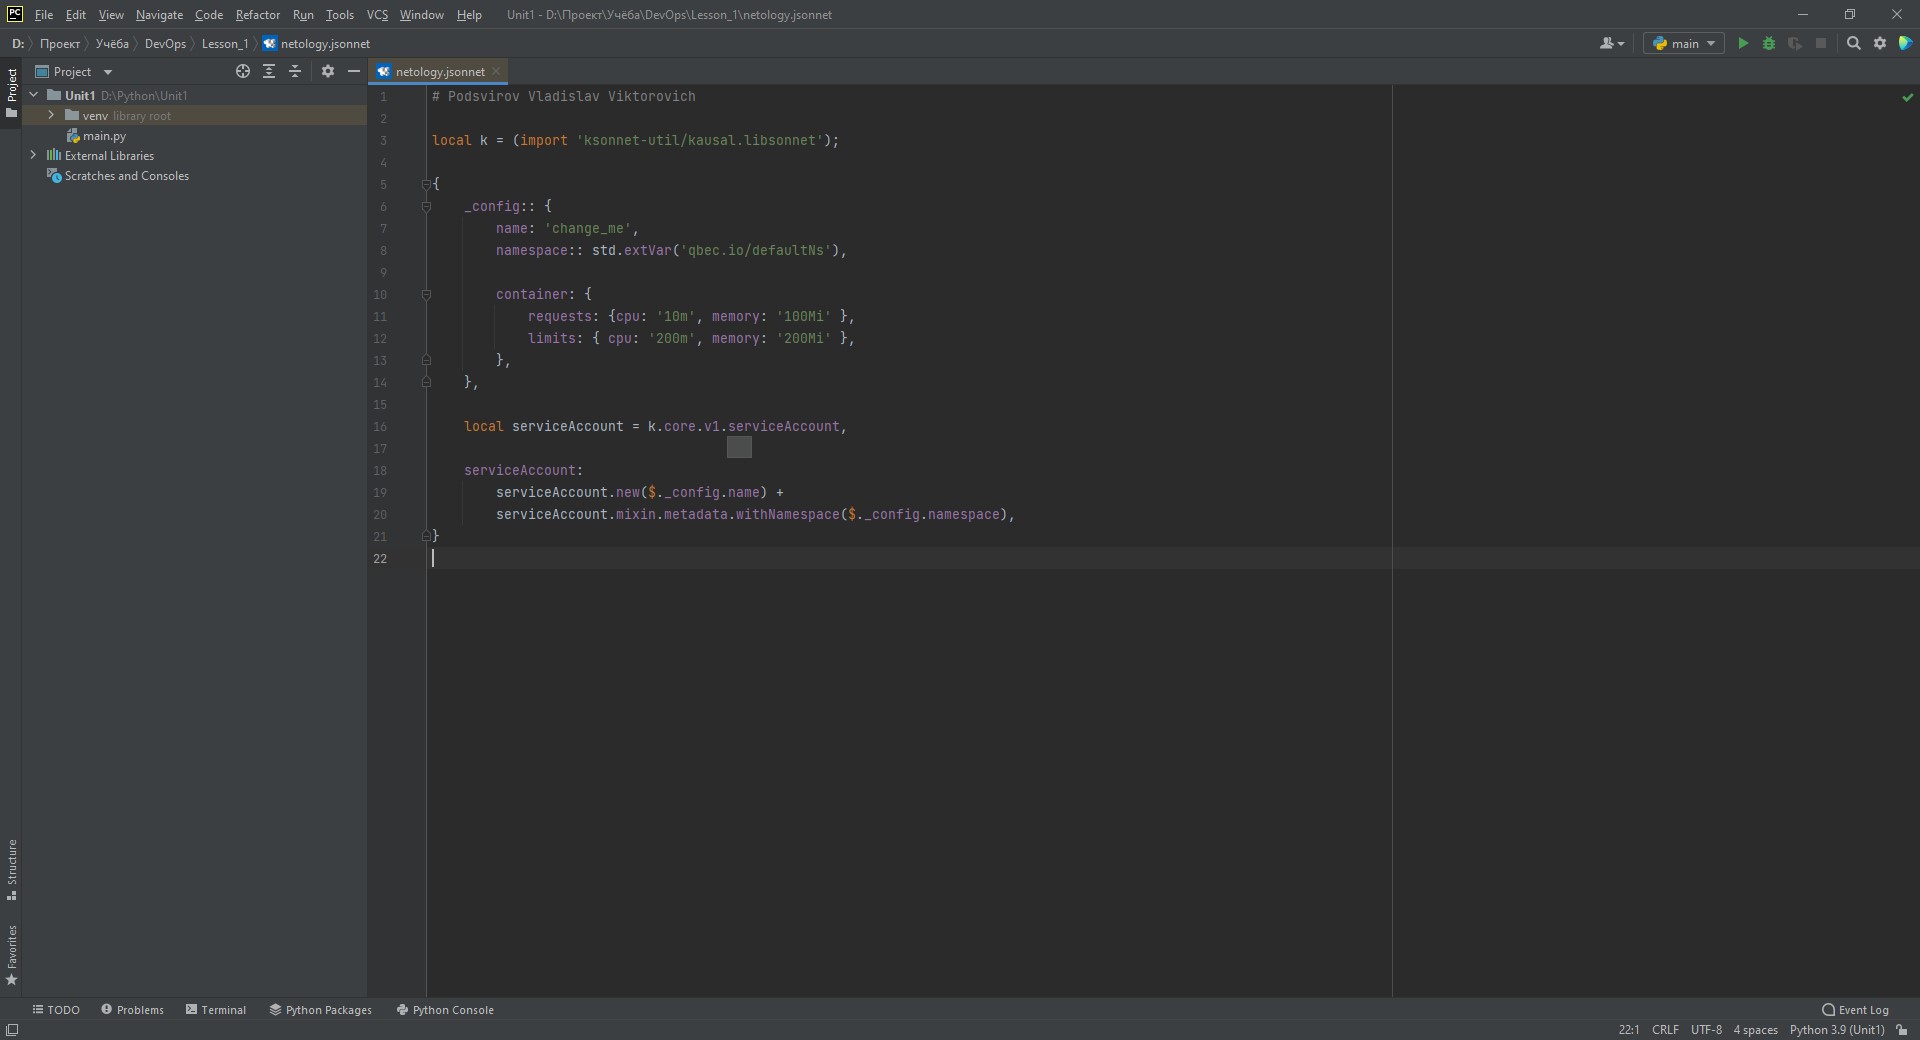 PC File Edit View Navigate Code Refactor Run Tools VCS Window Help Unit1 - D:\Проект\Учёба\DevOps\Lesson_1\netology.jsonnet
D: Проект Учёба DevOps Lesson_1 netology.jsonnet main
Project
Project
netology.jsonnet
Unit1 D:\Python\Unit1
venv library root
main.py
External Libraries
Scratches and Consoles
1 # Podsvirov Vladislav Viktorovich
2
3 local k = (import 'ksonnet-util/kausal.libsonnet');
4
5 {
6 _config:: {
7 name: 'change_me',
8 namespace:: std.extVar('qbec.io/defaultNs'),
9
10 container: {
11 requests: {cpu: '10m', memory: '100Mi' },
12 limits: { cpu: '200m', memory: '200Mi' },
13 },
14 },
15
16 local serviceAccount = k.core.v1.serviceAccount,
17
18 serviceAccount:
19 serviceAccount.new($._config.name) +
20 serviceAccount.mixin.metadata.withNamespace($._config.namespace),
21 }
22
Structure
Favorites
TODO Problems Terminal Python Packages Python Console Event Log
22:1 CRLF UTF-8 4 spaces Python 3.9 (Unit1)